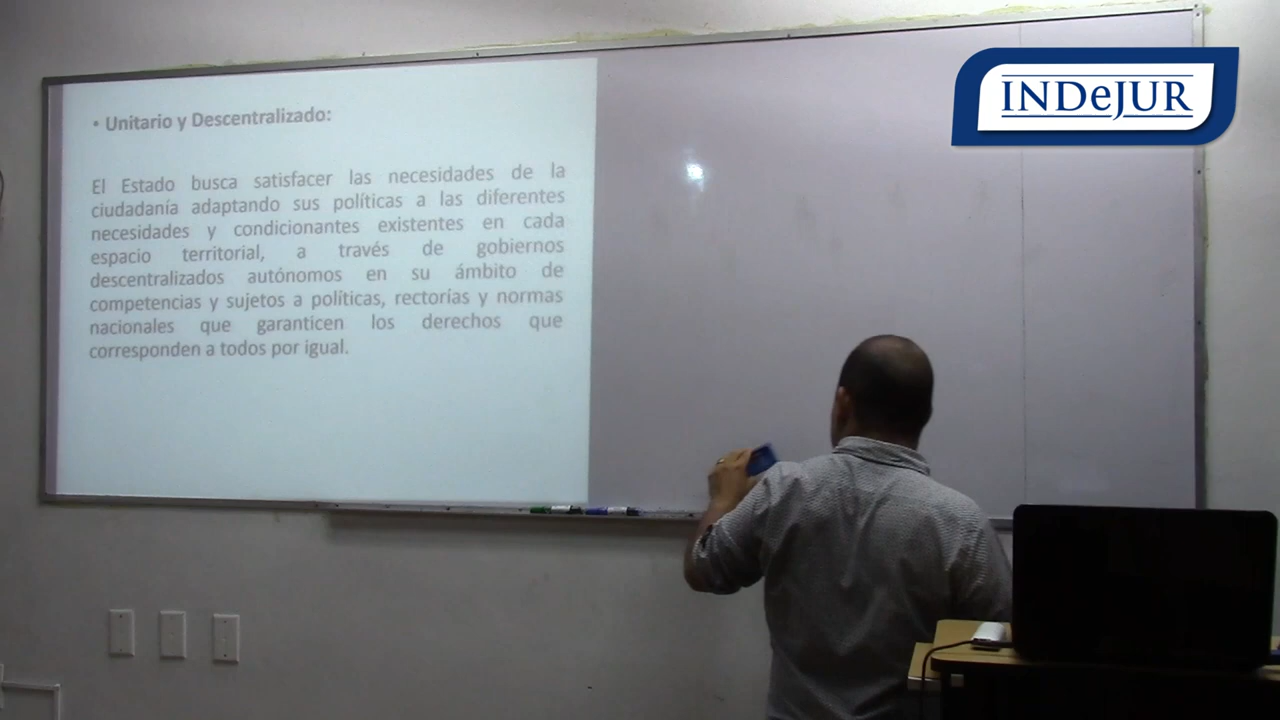 • Unitario y Descentralizado:
El Estado busca satisfacer las necesidades de la
ciudadanía adaptando sus políticas a las diferentes
necesidades y condicionantes existentes en cada
espacio territorial, a través de gobiernos
descentralizados autónomos en su ámbito de
competencias y sujetos a políticas, rectorías y normas
nacionales que garanticen los derechos que
corresponden a todos por igual.
INDeJUR